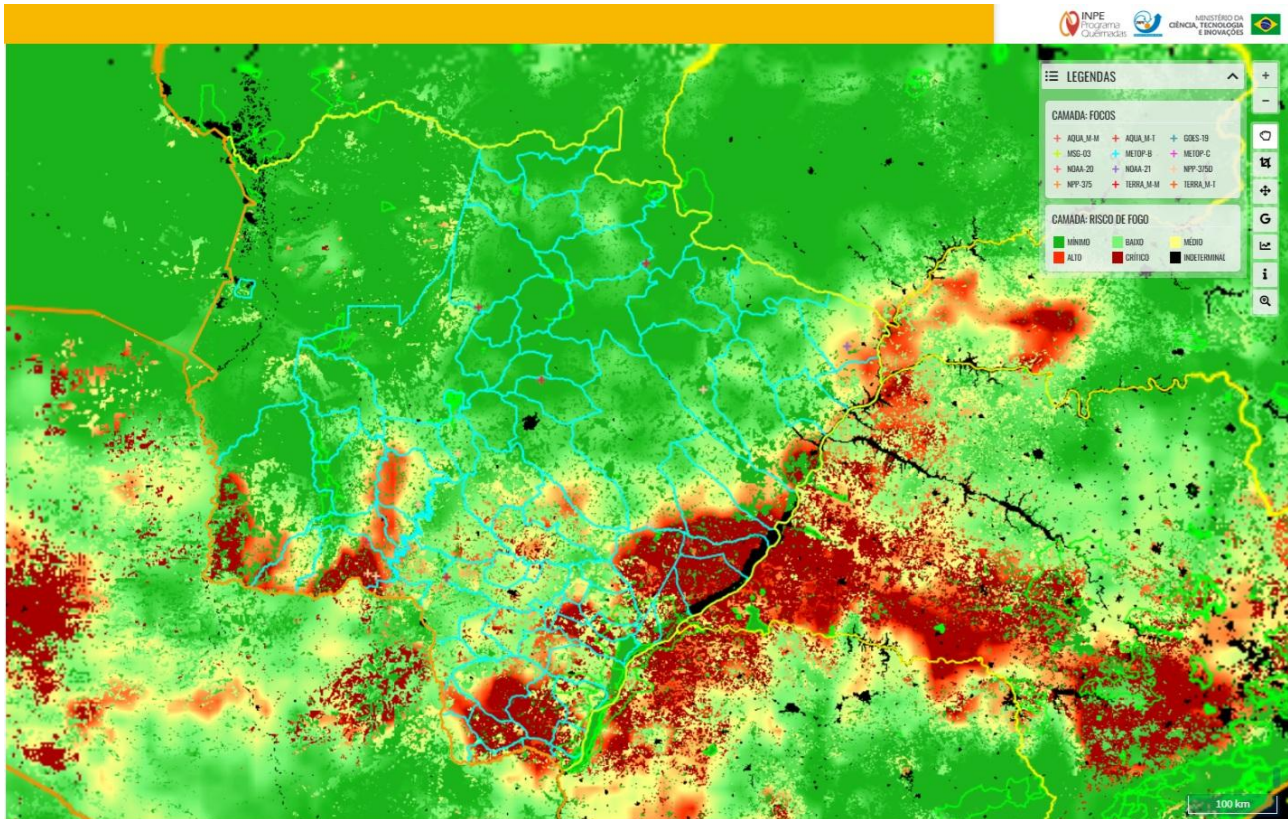 INPE
Programa
Queimadas
INPE
MINISTÉRIO DA
CIÊNCIA, TECNOLOGIA
E INOVAÇÕES
LEGENDAS
CAMADA: FOCOS
AQUA_M-M
AQUA_M-T
GOES-19
MSG-03
METOP-B
METOP-C
NOAA-20
NOAA-21
NPP-375D
NPP-375
TERRA_M-M
TERRA_M-T
CAMADA: RISCO DE FOGO
MÍNIMO
BAIXO
MÉDIO
ALTO
CRÍTICO
INDETERMINAD
+
−
G
i
100 km